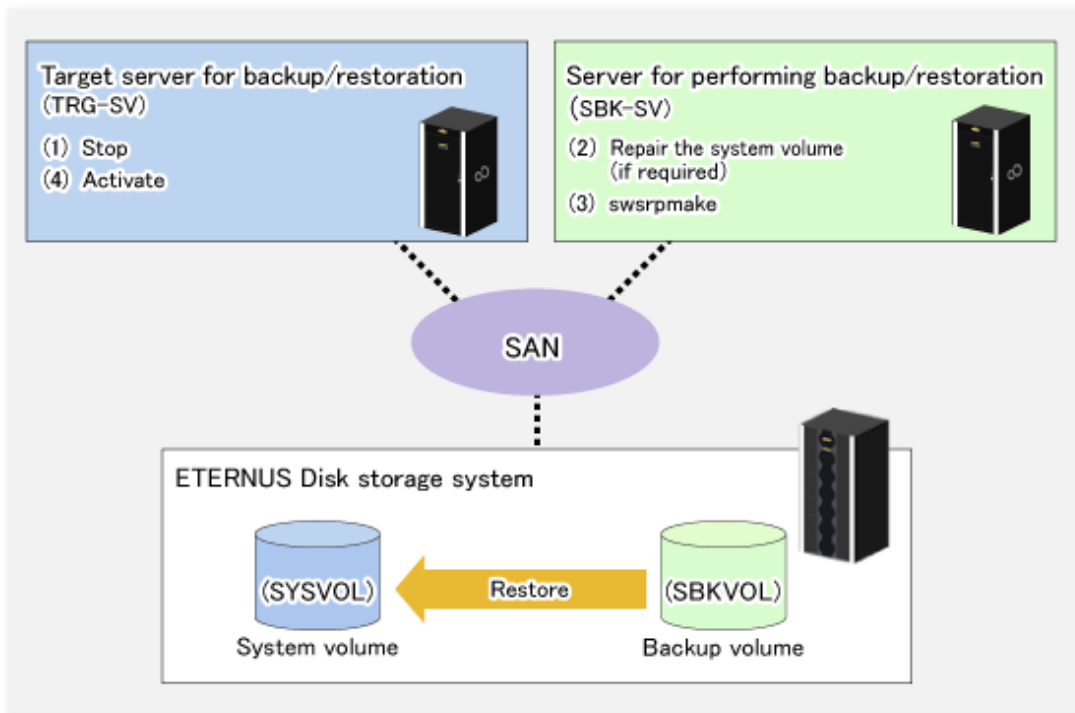 Target server for backup/restoration
(TRG-SV)
(1) Stop
(4) Activate
Server for performing backup/restoration
(SBK-SV)
(2) Repair the system volume
(if required)
(3) swsrpmake
SAN
ETERNUS Disk storage system
(SYSVOL)
Restore
(SBKVOL)
System volume
Backup volume